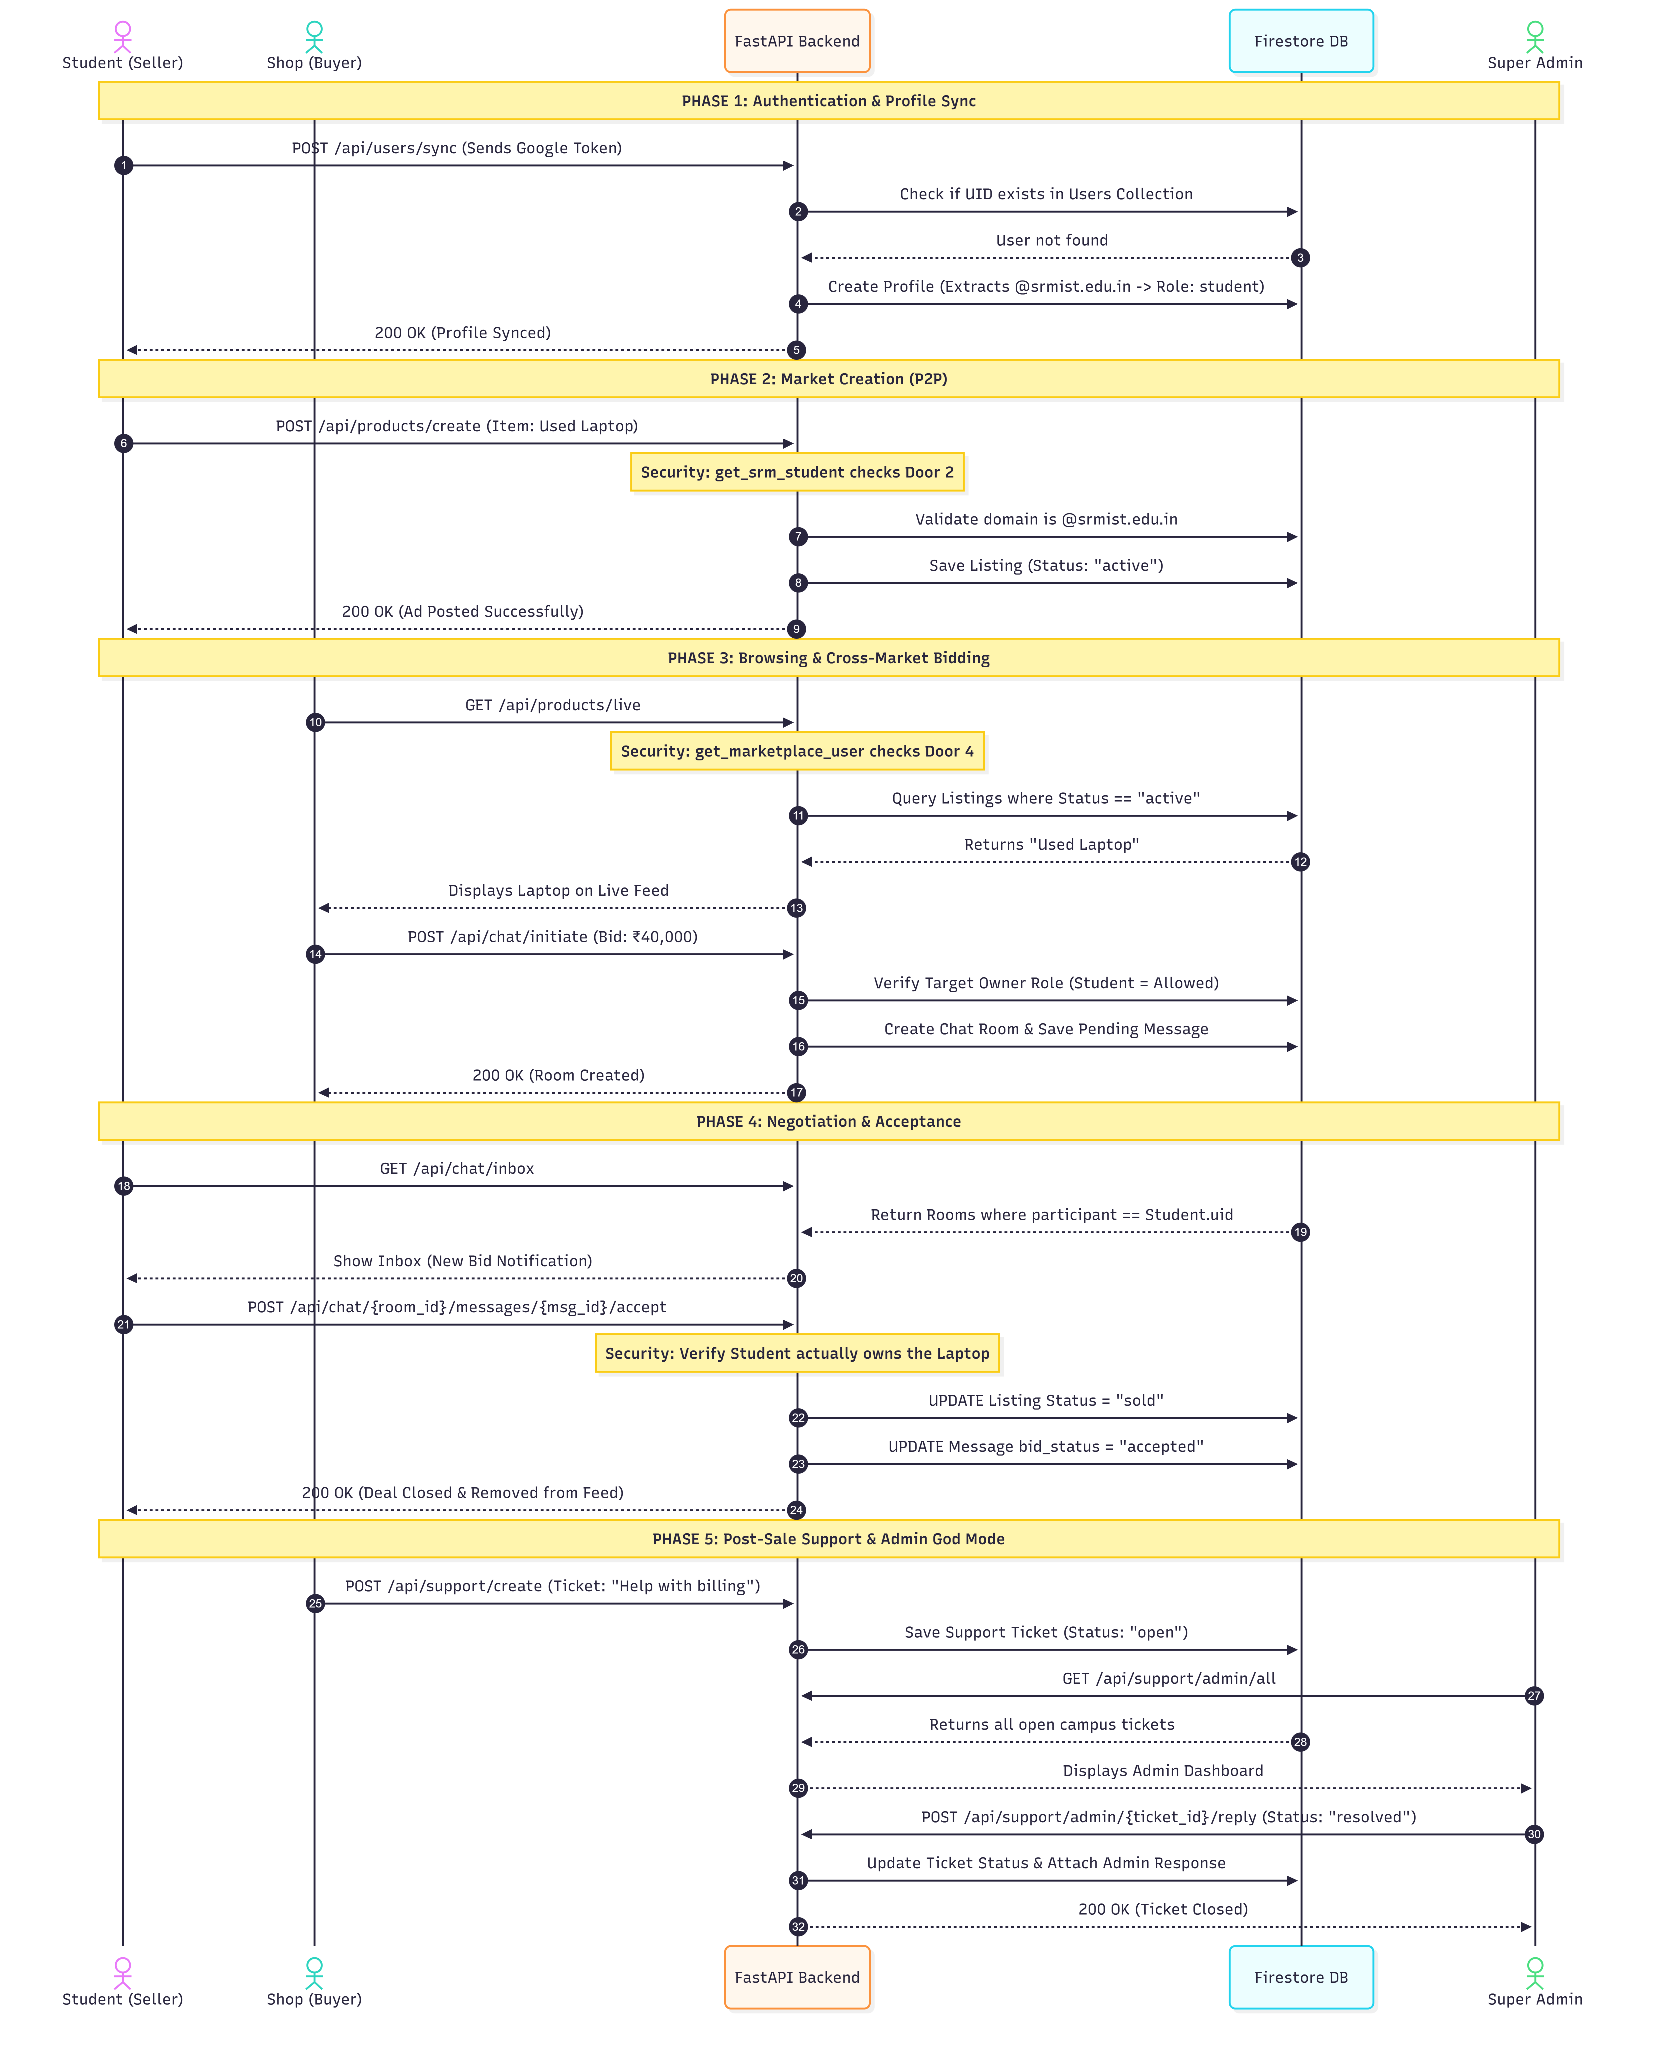 Student (Seller)
Shop (Buyer)
FastAPI Backend
Firestore DB
Super Admin
PHASE 1: Authentication & Profile Sync
POST /api/users/sync (Sends Google Token)
1
Check if UID exists in Users Collection
2
User not found
3
Create Profile (Extracts @srmist.edu.in -> Role: student)
4
200 OK (Profile Synced)
5
PHASE 2: Market Creation (P2P)
POST /api/products/create (Item: Used Laptop)
6
Security: get_srm_student checks Door 2
Validate domain is @srmist.edu.in
7
Save Listing (Status: "active")
8
200 OK (Ad Posted Successfully)
9
PHASE 3: Browsing & Cross-Market Bidding
GET /api/products/live
10
Security: get_marketplace_user checks Door 4
Query Listings where Status == "active"
11
Returns "Used Laptop"
12
Displays Laptop on Live Feed
13
POST /api/chat/initiate (Bid: ₹40,000)
14
Verify Target Owner Role (Student = Allowed)
15
Create Chat Room & Save Pending Message
16
200 OK (Room Created)
17
PHASE 4: Negotiation & Acceptance
GET /api/chat/inbox
18
Return Rooms where participant == Student.uid
19
Show Inbox (New Bid Notification)
20
POST /api/chat/{room_id}/messages/{msg_id}/accept
21
Security: Verify Student actually owns the Laptop
UPDATE Listing Status = "sold"
22
UPDATE Message bid_status = "accepted"
23
200 OK (Deal Closed & Removed from Feed)
24
PHASE 5: Post-Sale Support & Admin God Mode
POST /api/support/create (Ticket: "Help with billing")
25
Save Support Ticket (Status: "open")
26
GET /api/support/admin/all
27
Returns all open campus tickets
28
Displays Admin Dashboard
29
POST /api/support/admin/{ticket_id}/reply (Status: "resolved")
30
Update Ticket Status & Attach Admin Response
31
200 OK (Ticket Closed)
32
Student (Seller)
Shop (Buyer)
FastAPI Backend
Firestore DB
Super Admin